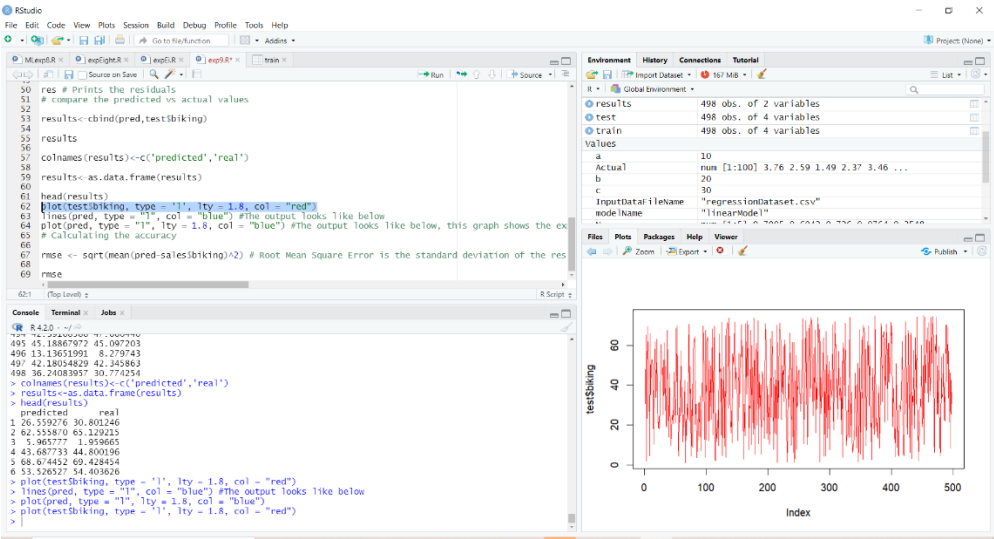 RStudio
File Edit Code View Plots Session Build Debug Profile Tools Help
Go to file/function Addins Project (None)
MLexp8.R expEight.R expEi.R exp9.R* train
Source on Save Run Source
50 res # Prints the residuals
51 # compare the predicted vs actual values
52
53 results<-cbind(pred,test$biking)
54
55 results
56
57 colnames(results)<-c('predicted','real')
58
59 results<-as.data.frame(results)
60
61 head(results)
62 plot(test$biking, type = 'l', lty = 1.8, col = "red")
63 lines(pred, type = "l", col = "blue") #The output looks like below
64 plot(pred, type = "l", lty = 1.8, col = "blue") #The output looks like below, this graph shows the ex
65 # Calculating the accuracy
66
67 rmse <- sqrt(mean(pred-sales$biking)^2) # Root Mean Square Error is the standard deviation of the res
68
69 rmse
62:1 (Top Level) R Script
Console Terminal Jobs
R 4.2.0 · ~/
495 45.18867972 45.097203
496 13.13651991 8.279743
497 42.18054829 42.345863
498 36.24083957 30.774254
> colnames(results)<-c('predicted','real')
> results<-as.data.frame(results)
> head(results)
predicted real
1 26.559276 30.801246
2 62.555870 65.129215
3 5.965777 1.959665
4 43.687733 44.800196
5 68.674452 69.428454
6 53.526527 54.403626
> plot(test$biking, type = 'l', lty = 1.8, col = "red")
> lines(pred, type = "l", col = "blue") #The output looks like below
> plot(pred, type = "l", lty = 1.8, col = "blue")
> plot(test$biking, type = 'l', lty = 1.8, col = "red")
>
Environment History Connections Tutorial
Import Dataset 167 MiB List
R Global Environment
results 498 obs. of 2 variables
test 498 obs. of 4 variables
train 498 obs. of 4 variables
Values
a 10
Actual num [1:100] 3.76 2.59 1.49 2.37 3.46 ...
b 20
c 30
InputDataFileName "regressionDataset.csv"
modelName "linearModel"
Files Plots Packages Help Viewer
Zoom Export Publish
test$biking
60
40
20
0
0 100 200 300 400 500
Index